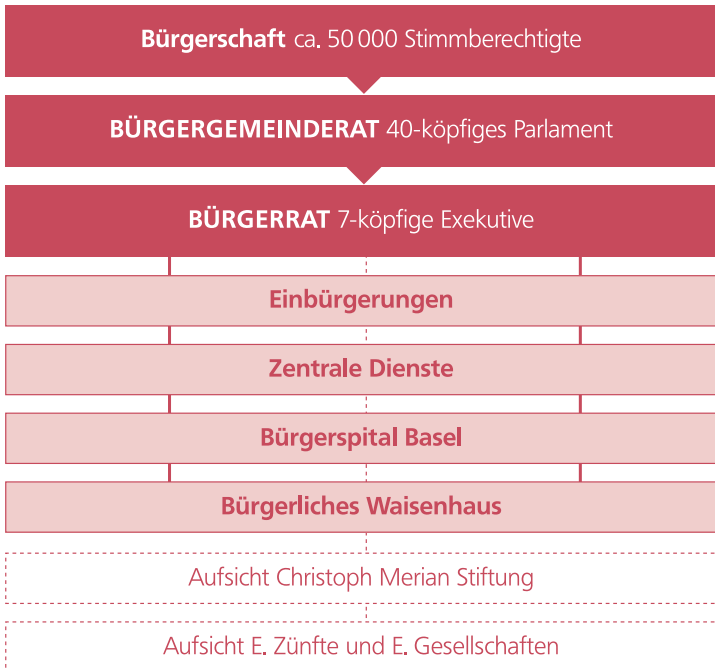 Bürgerschaft ca. 50 000 Stimmberechtigte
BÜRGERGEMEINDERAT 40-köpfiges Parlament
BÜRGERRAT 7-köpfige Exekutive
Einbürgerungen
Zentrale Dienste
Bürgerspital Basel
Bürgerliches Waisenhaus
Aufsicht Christoph Merian Stiftung
Aufsicht E. Zünfte und E. Gesellschaften